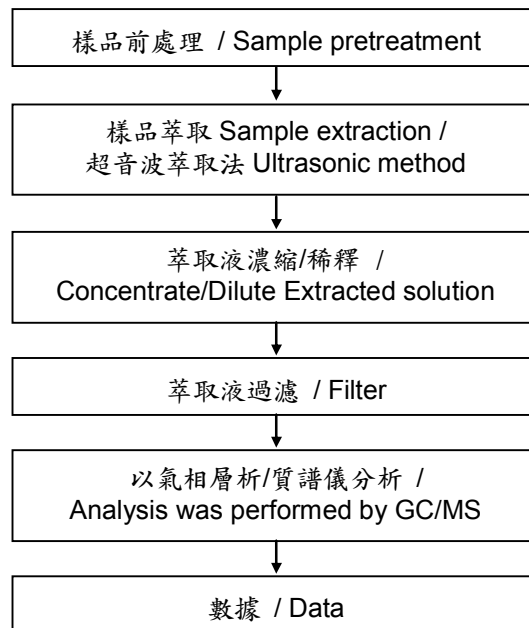 樣品前處理 / Sample pretreatment
樣品萃取 Sample extraction /
超音波萃取法 Ultrasonic method
萃取液濃縮/稀釋 /
Concentrate/Dilute Extracted solution
萃取液過濾 / Filter
以氣相層析/質譜儀分析 /
Analysis was performed by GC/MS
數據 / Data